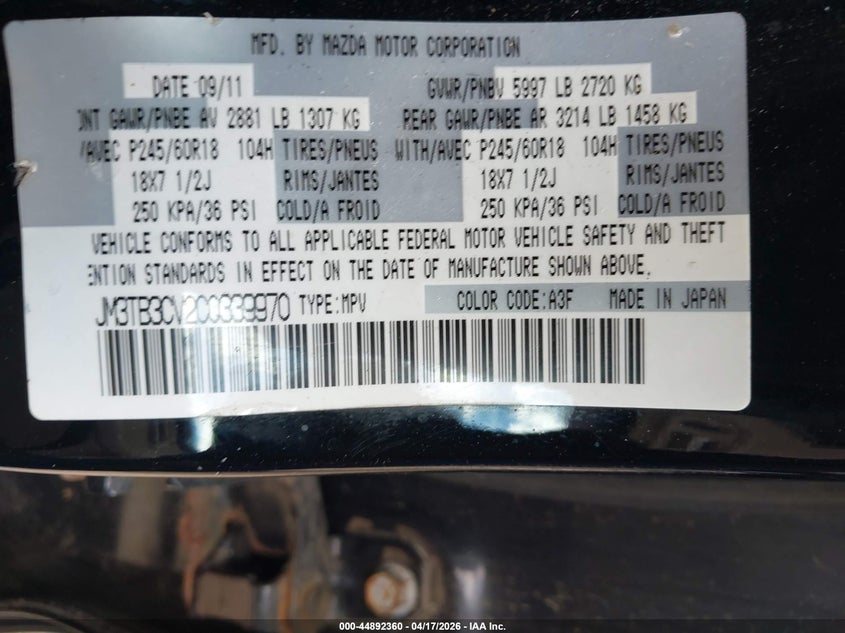 MFD. BY MAZDA MOTOR CORPORATION
DATE 09/11 GVWR/PNBV 5997 LB 2720 KG
ONT GAWR/PNBE AV 2881 LB 1307 KG REAR GAWR/PNBE AR 3214 LB 1458 KG
/AVEC P245/60R18 104H TIRES/PNEUS WITH/AVEC P245/60R18 104H TIRES/PNEUS
18X7 1/2J RIMS/JANTES 18X7 1/2J RIMS/JANTES
250 KPA/36 PSI COLD/A FROID 250 KPA/36 PSI COLD/A FROID
VEHICLE CONFORMS TO ALL APPLICABLE FEDERAL MOTOR VEHICLE SAFETY AND THEFT
ENTION STANDARDS IN EFFECT ON THE DATE OF MANUFACTURE SHOWN ABOVE.
JM3TB3CV2C0339970 TYPE:MPV COLOR CODE:A3F MADE IN JAPAN
000-44892360 - 04/17/2026 - IAA Inc.